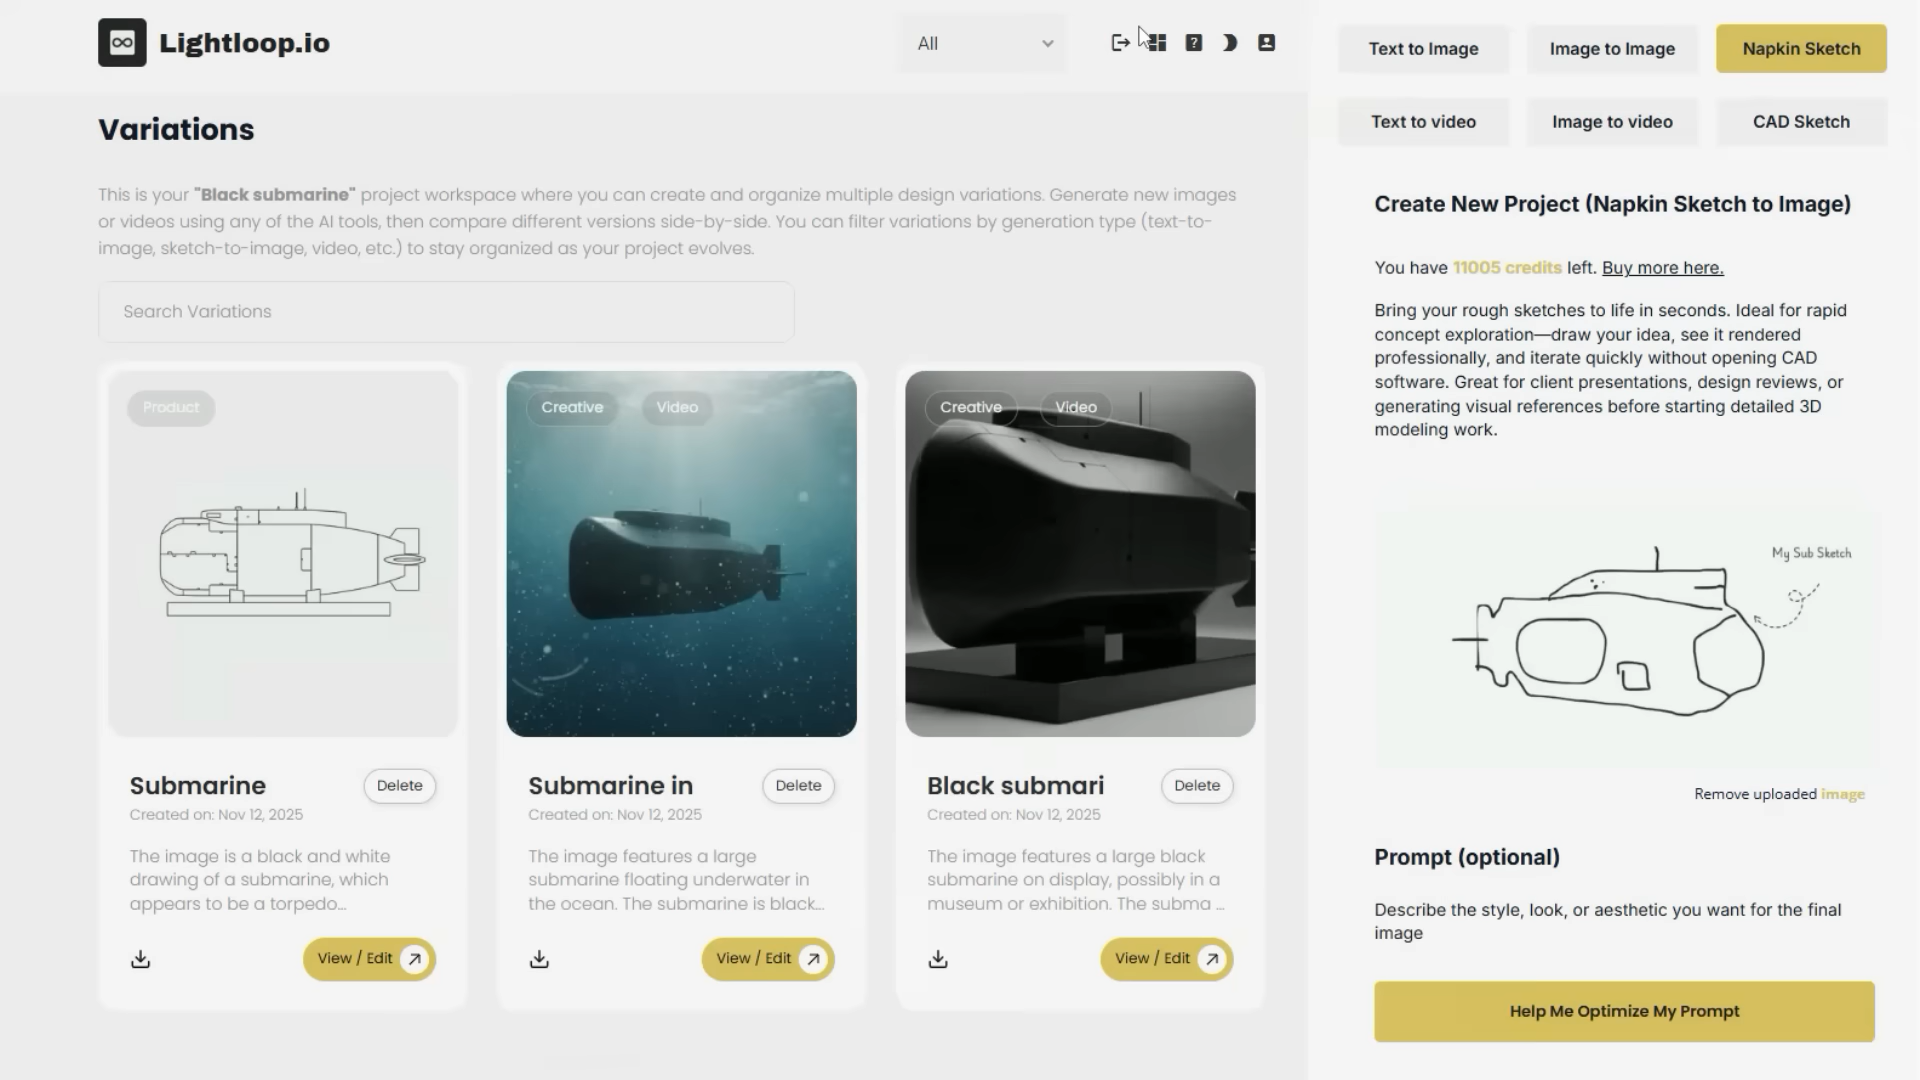 Lightloop.io
All
Text to Image
Image to Image
Napkin Sketch
Text to video
Image to video
CAD Sketch
Variations
This is your "Black submarine" project workspace where you can create and organize multiple design variations. Generate new images
or videos using any of the AI tools, then compare different versions side-by-side. You can filter variations by generation type (text-to-
image, sketch-to-image, video, etc.) to stay organized as your project evolves.
Search Variations
Product
Submarine
Delete
Created on: Nov 12, 2025
The image is a black and white
drawing of a submarine, which
appears to be a torpedo...
View / Edit
Creative
Video
Submarine in
Delete
Created on: Nov 12, 2025
The image features a large
submarine floating underwater in
the ocean. The submarine is black...
View / Edit
Creative
Video
Black submari
Delete
Created on: Nov 12, 2025
The image features a large black
submarine on display, possibly in a
museum or exhibition. The subma ...
View / Edit
Create New Project (Napkin Sketch to Image)
You have 11005 credits left. Buy more here.
Bring your rough sketches to life in seconds. Ideal for rapid
concept exploration—draw your idea, see it rendered
professionally, and iterate quickly without opening CAD
software. Great for client presentations, design reviews, or
generating visual references before starting detailed 3D
modeling work.
My Sub Sketch
Remove uploaded image
Prompt (optional)
Describe the style, look, or aesthetic you want for the final
image
Help Me Optimize My Prompt